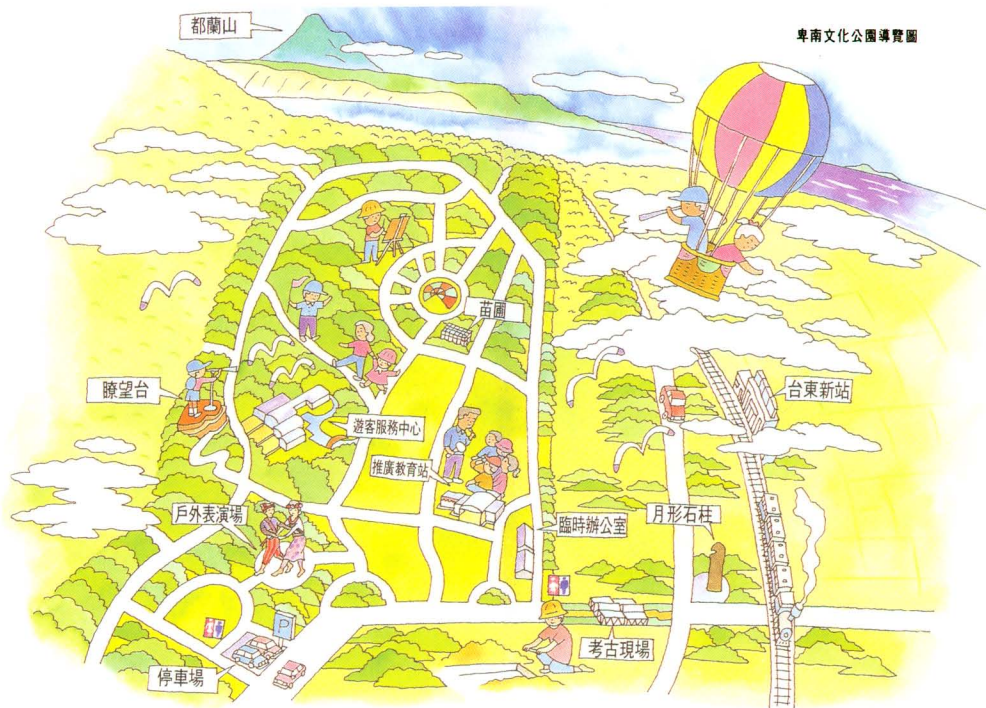 都蘭山
卑南文化公園導覽圖
苗圃
瞭望台
遊客服務中心
台東新站
推廣教育站
戶外表演場
臨時辦公室
月形石柱
P
考古現場
停車場